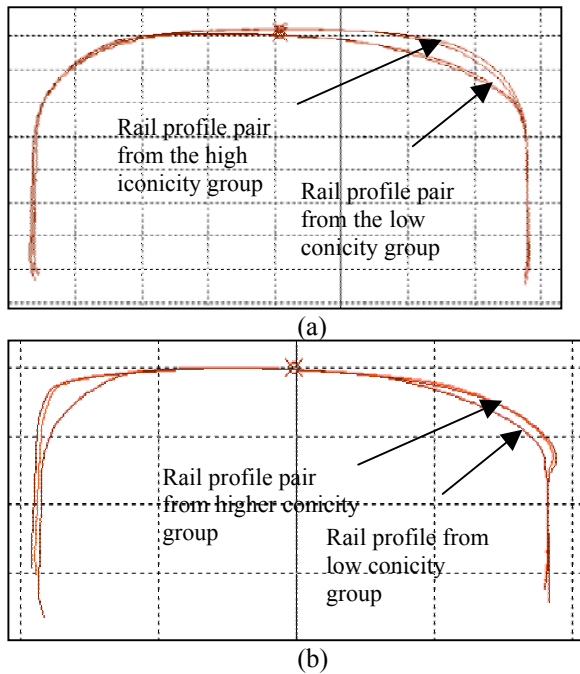 Rail profile pair
from the high
iconicity group
Rail profile pair
from the low
conicity group
(a)
Rail profile pair
from higher conicity
group
Rail profile from
low conicity
group
(b)